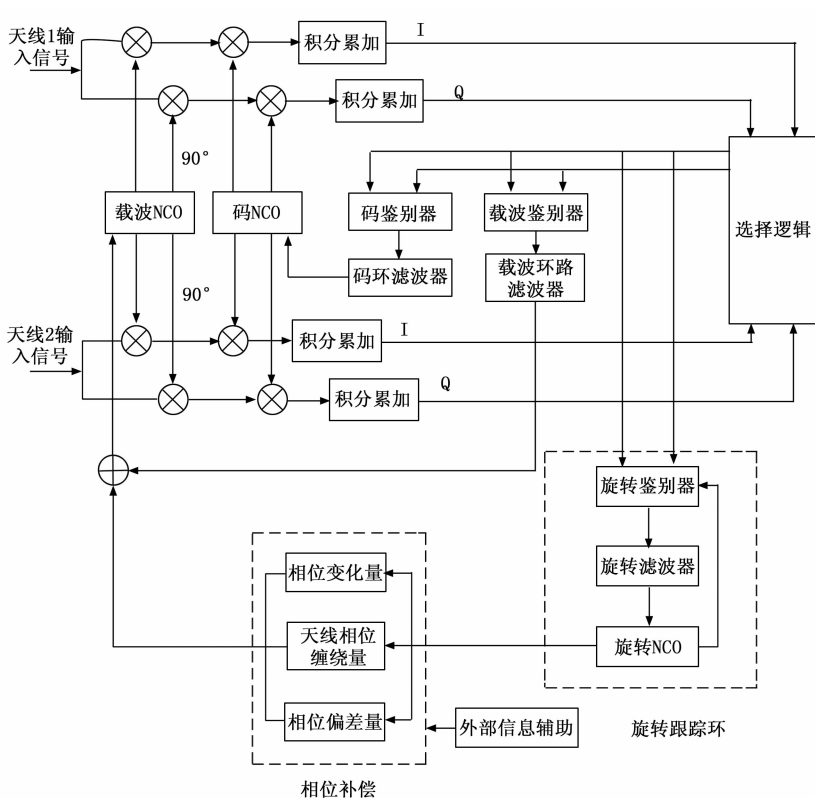 天线1输
入信号
积分累加
I
积分累加
Q
90°
载波NCO
码NCO
码鉴别器
载波鉴别器
选择逻辑
码环滤波器
载波环路
滤波器
90°
天线2输
入信号
积分累加
I
积分累加
Q
旋转鉴别器
旋转滤波器
旋转NCO
相位变化量
天线相位
缠绕量
相位偏差量
外部信息辅助
旋转跟踪环
相位补偿